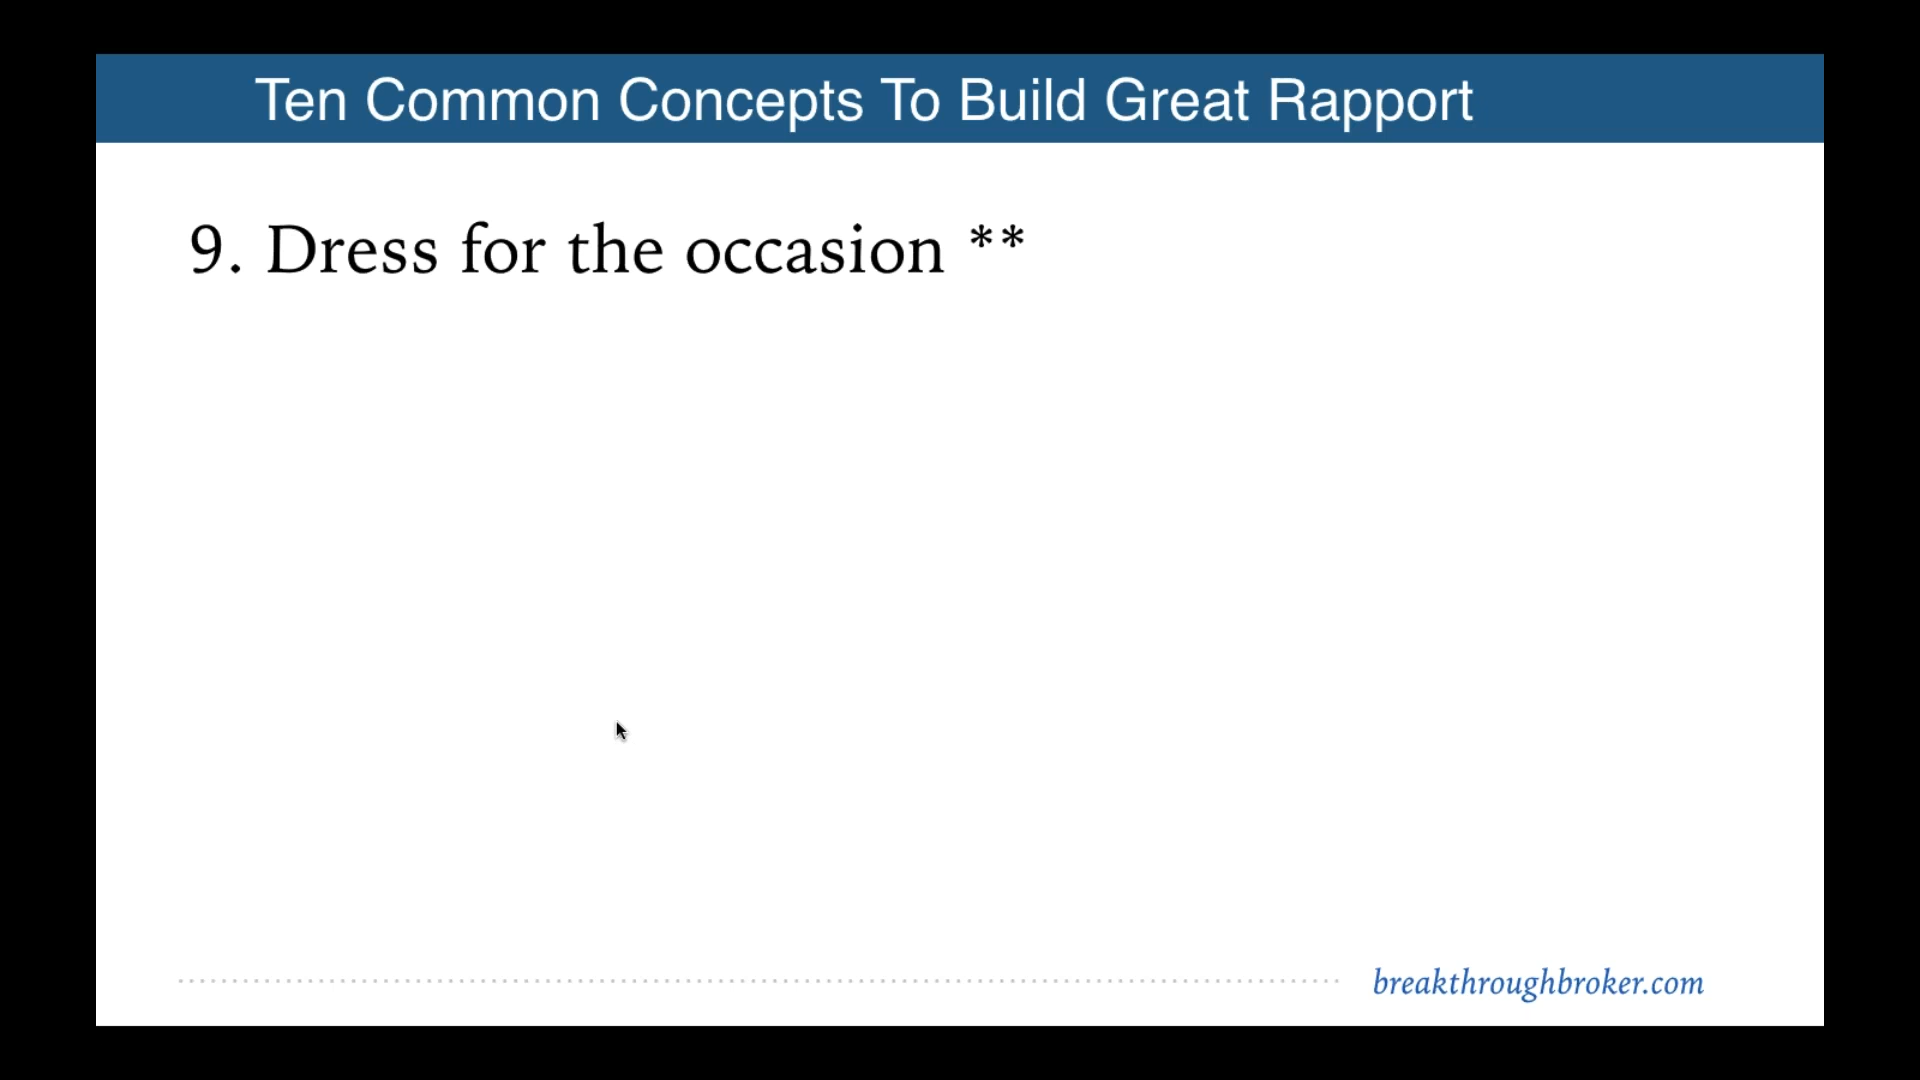 Ten Common Concepts To Build Great Rapport
9. Dress for the occasion **
breakthroughbroker.com